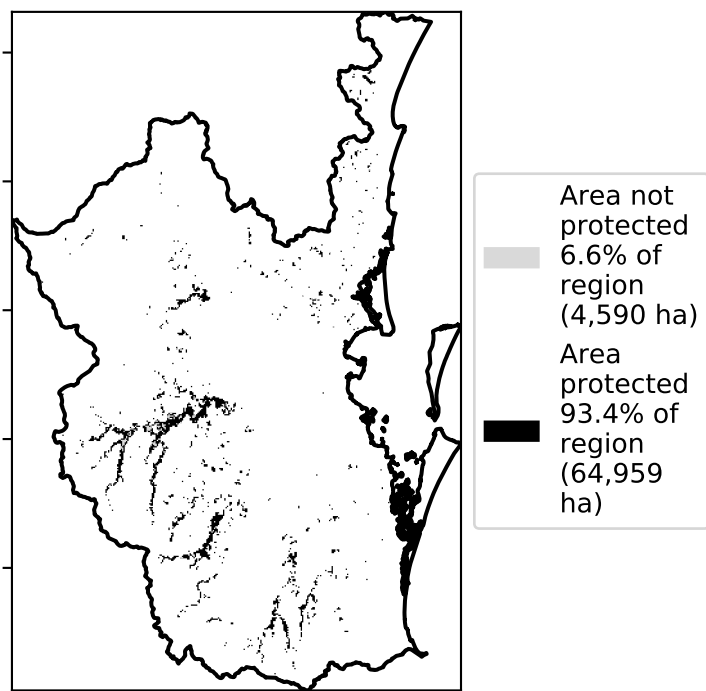 Area not
protected
6.6% of
region
(4,590 ha)
Area
protected
93.4% of
region
(64,959
ha)